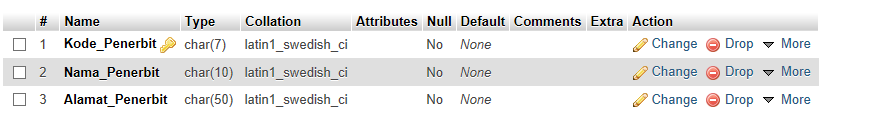 # Name Type Collation Attributes Null Default Comments Extra Action
1 Kode_Penerbit char(7) latin1_swedish_ci No None Change Drop More
2 Nama_Penerbit char(10) latin1_swedish_ci No None Change Drop More
3 Alamat_Penerbit char(50) latin1_swedish_ci No None Change Drop More